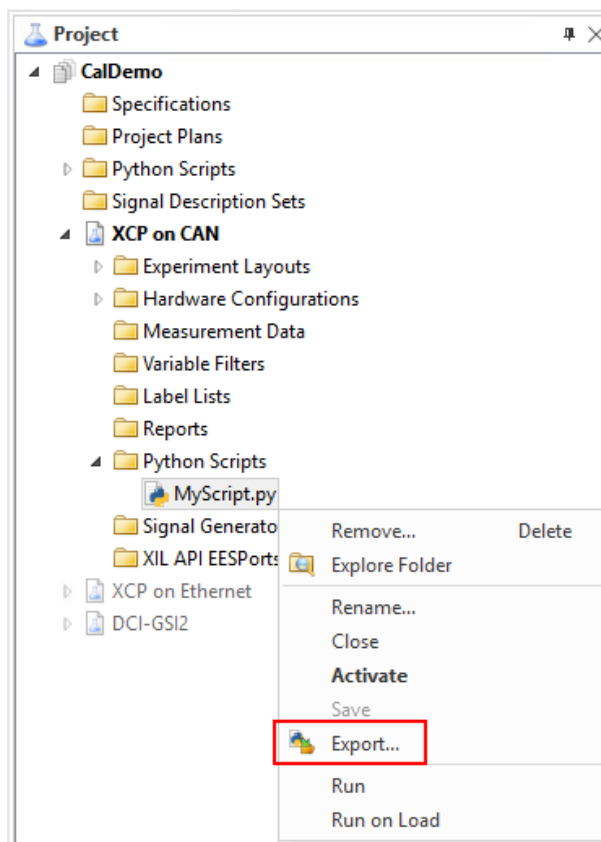 Project
CalDemo
Specifications
Project Plans
Python Scripts
Signal Description Sets
XCP on CAN
Experiment Layouts
Hardware Configurations
Measurement Data
Variable Filters
Label Lists
Reports
Python Scripts
MyScript.py
Signal Generato
XIL API EESPorts
XCP on Ethernet
DCI-GSI2
Remove... Delete
Explore Folder
Rename...
Close
Activate
Save
Export...
Run
Run on Load